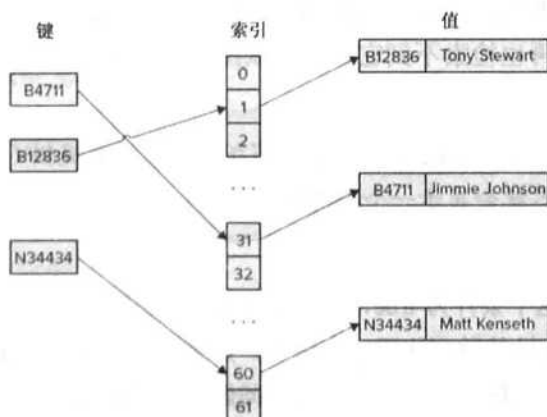 键
索引
值
B4711
B12836
N34434
0
1
2
...
31
32
...
60
61
B12836 Tony Stewart
B4711 Jimmie Johnson
N34434 Matt Kenseth